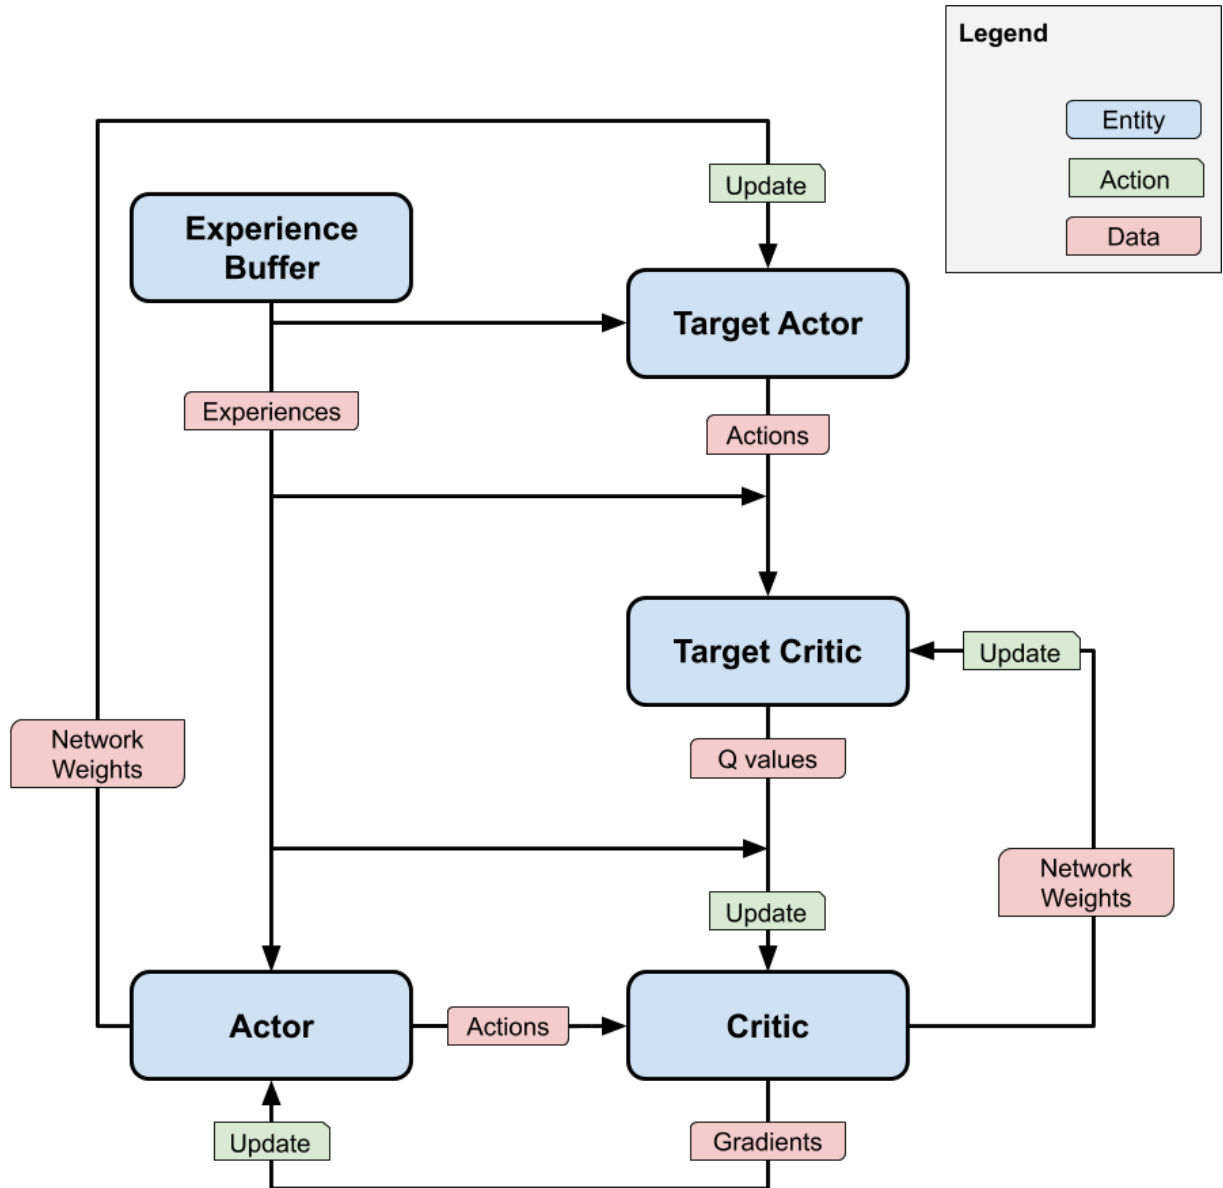 Legend
Entity
Action
Data
Update
Experience
Buffer
Target Actor
Experiences
Actions
Target Critic
Update
Network
Weights
Q values
Network
Weights
Update
Actor
Actions
Critic
Update
Gradients